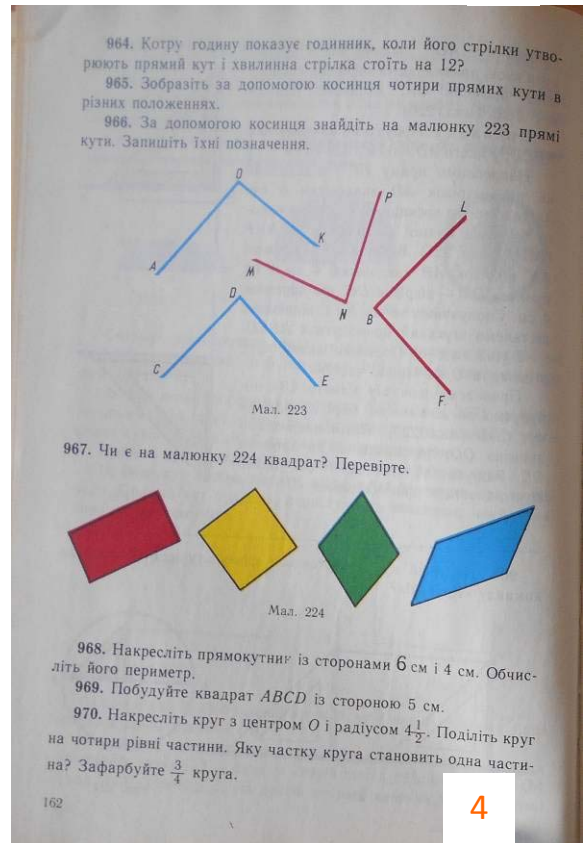 964. Котру годину показує годинник, коли його стрілки утво-
рюють прямий кут і хвилинна стрілка стоїть на 12?
965. Зобразіть за допомогою косинця чотири прямих кути в
різних положеннях.
966. За допомогою косинця знайдіть на малюнку 223 прямі
кути. Запишіть їхні позначення.
O
K
A
M
P
N
L
B
F
D
C
E
Мал. 223
967. Чи є на малюнку 224 квадрат? Перевірте.
Мал. 224
968. Накресліть прямокутник із сторонами 6 см і 4 см. Обчис-
літь його периметр.
969. Побудуйте квадрат ABCD із стороною 5 см.
970. Накресліть круг з центром O і радіусом 4 1/2. Поділіть круг
на чотири рівні частини. Яку частку круга становить одна части-
на? Зафарбуйте 3/4 круга.
162
4